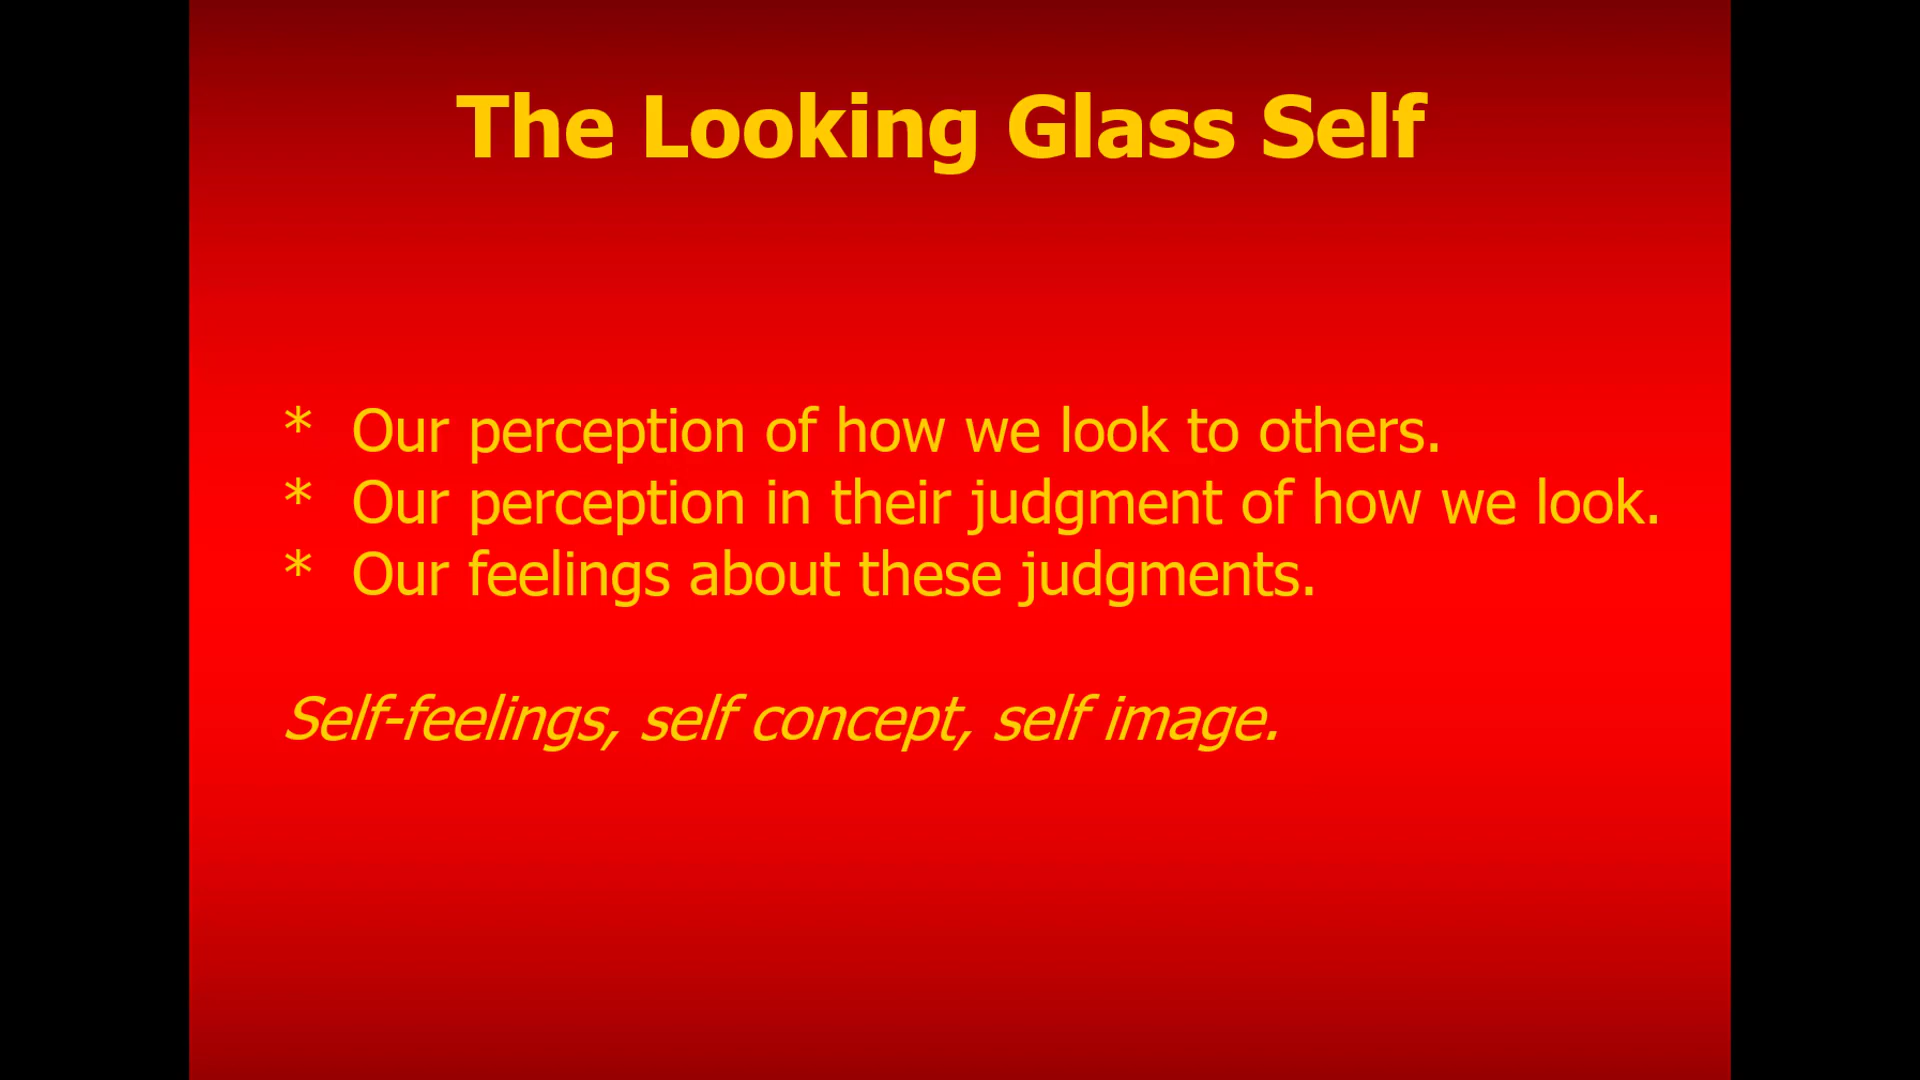 The Looking Glass Self
* Our perception of how we look to others.
* Our perception in their judgment of how we look.
* Our feelings about these judgments.
Self-feelings, self concept, self image.